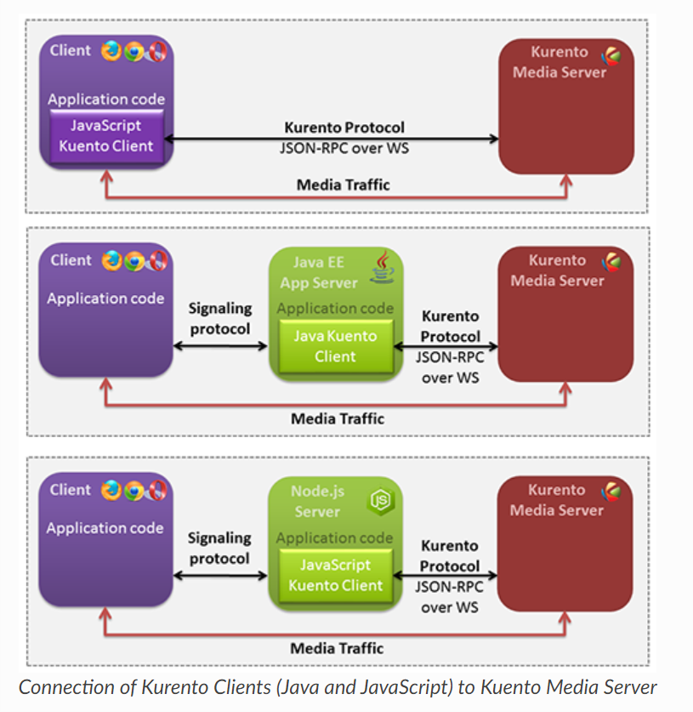 Client
Kurento
Media Server
Application code
JavaScript
Kuento Client
Kurento Protocol
JSON-RPC over WS
Media Traffic
Client
Application code
Signaling
protocol
Java EE
App Server
Application code
Java Kuento
Client
Kurento
Protocol
JSON-RPC
over WS
Kurento
Media Server
Media Traffic
Client
Application code
Signaling
protocol
Node.js
Server
JS
Application code
JavaScript
Kuento Client
Kurento
Protocol
JSON-RPC
over WS
Kurento
Media Server
Media Traffic
Connection of Kurento Clients (Java and JavaScript) to Kuento Media Server